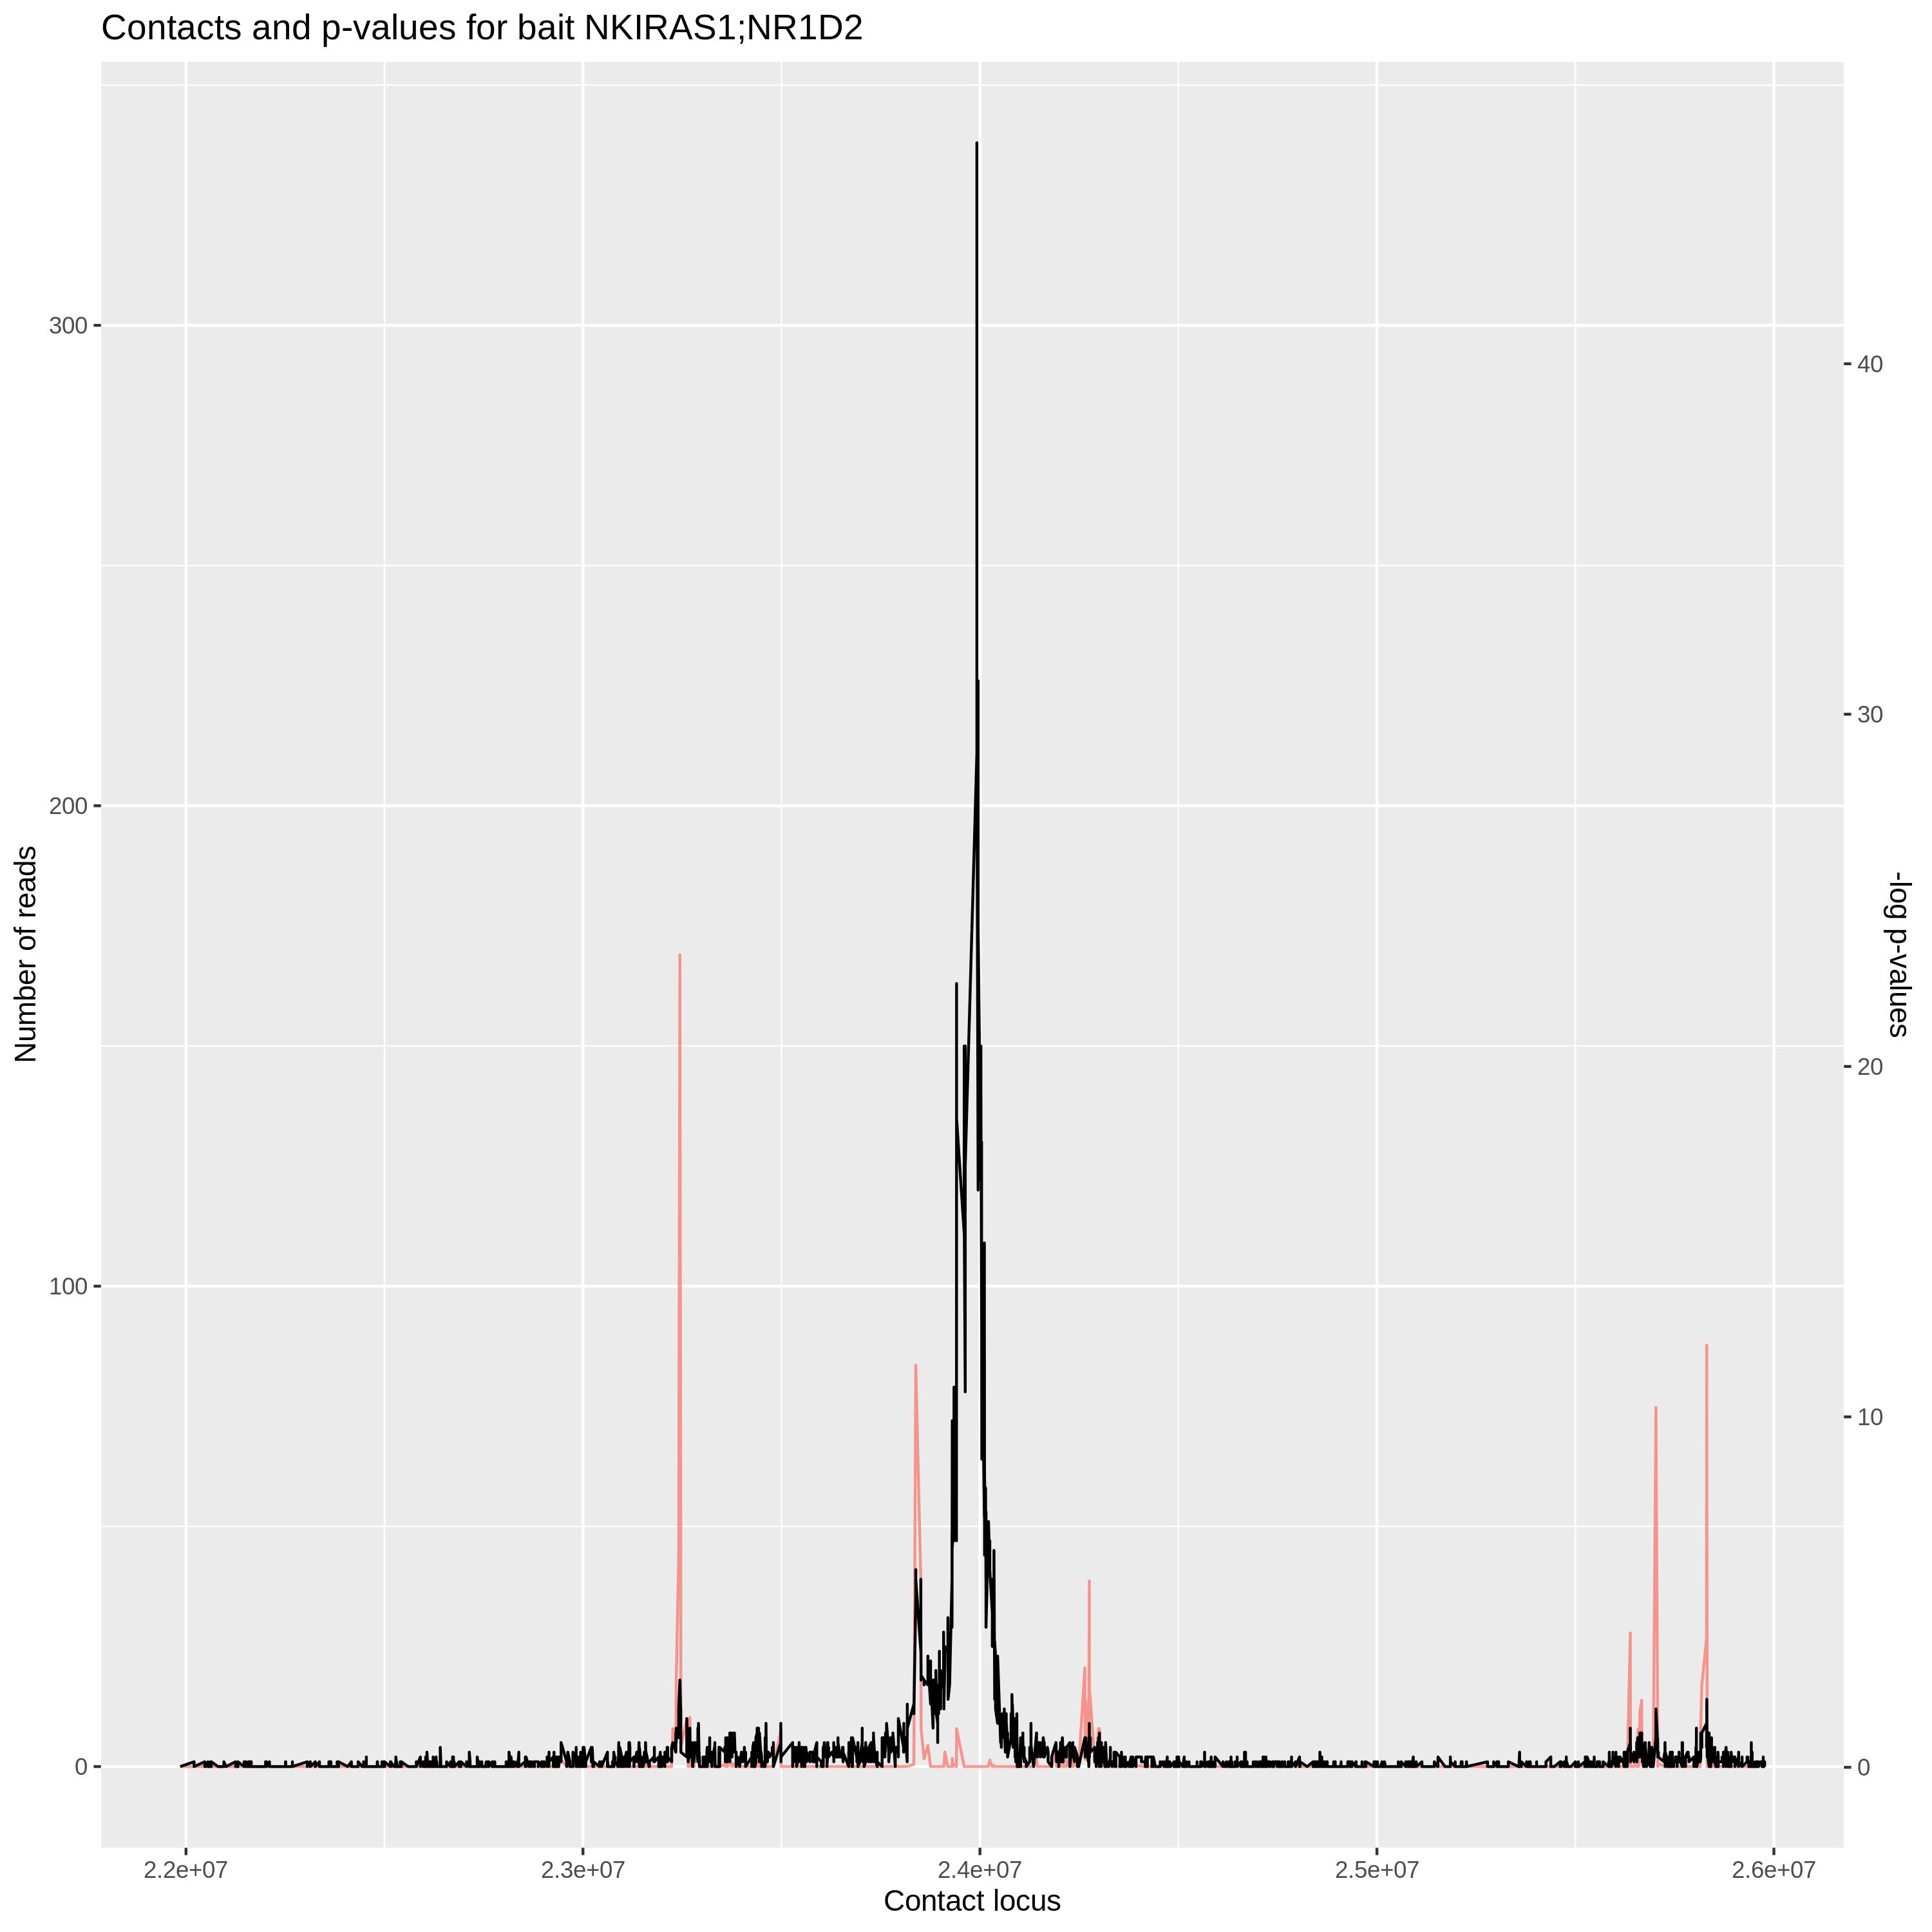 Contacts and p-values for bait NKIRAS1;NR1D2
Number of reads
300
200
100
0
40
30
20
10
0
-log p-values
2.2e+07
2.3e+07
2.4e+07
2.5e+07
2.6e+07
Contact locus